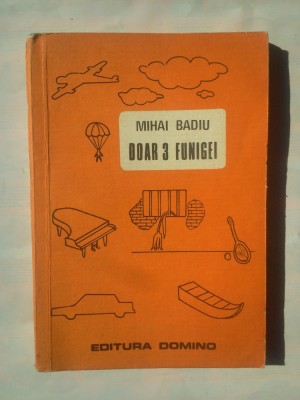 MIHAI BADIU
DOAR 3 FUNIGEI
EDITURA DOMINO